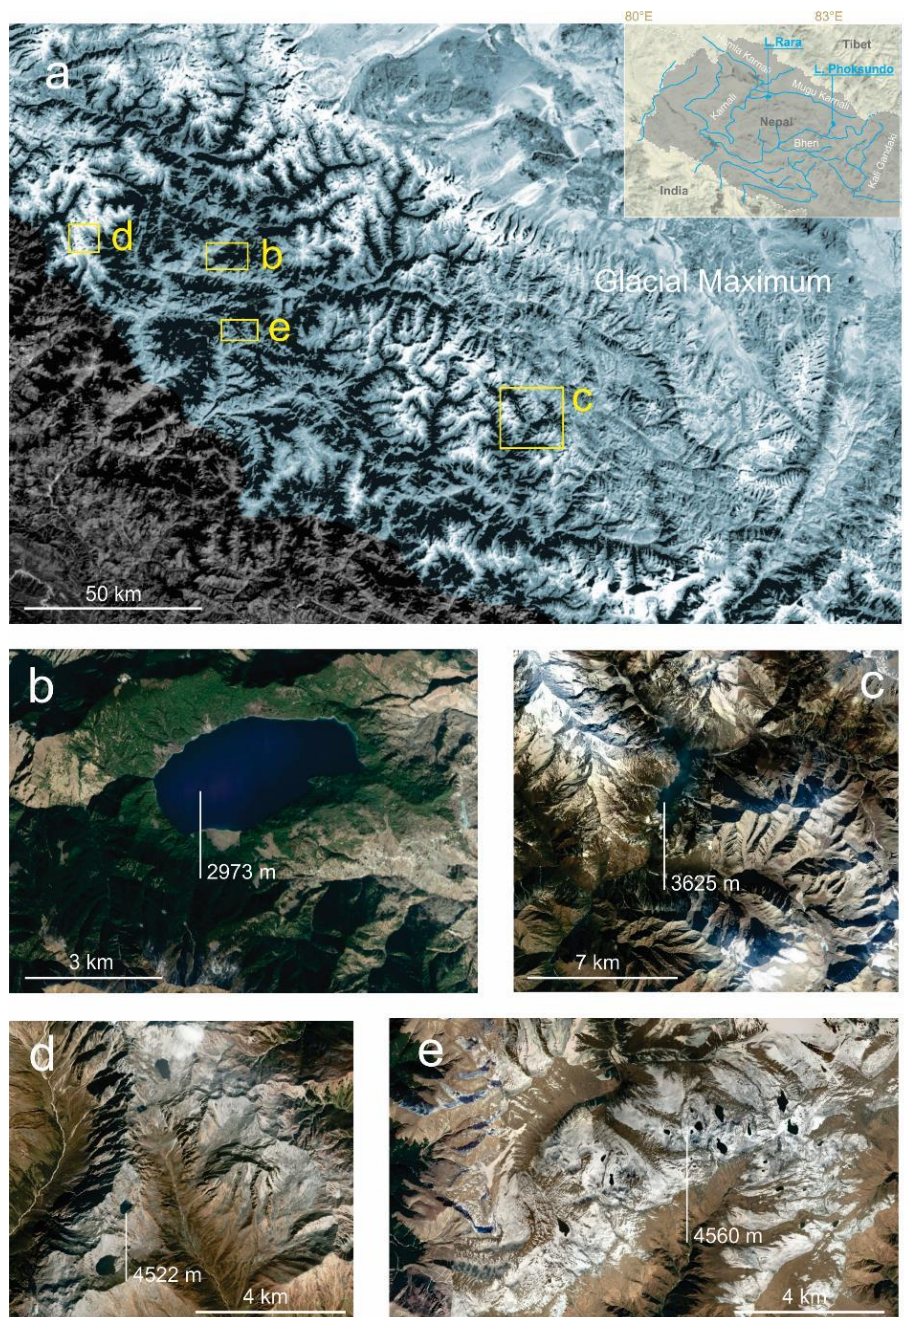 80°E
83°E
a
L.Rara
Tibet
Humla Karnali
L. Phoksundo
Mugu Karnali
Karnali
Nepal
Bheri
Kali Gandaki
India
d
b
Glacial Maximum
e
c
50 km
b
2973 m
3 km
c
3625 m
7 km
d
4522 m
4 km
e
4560 m
4 km